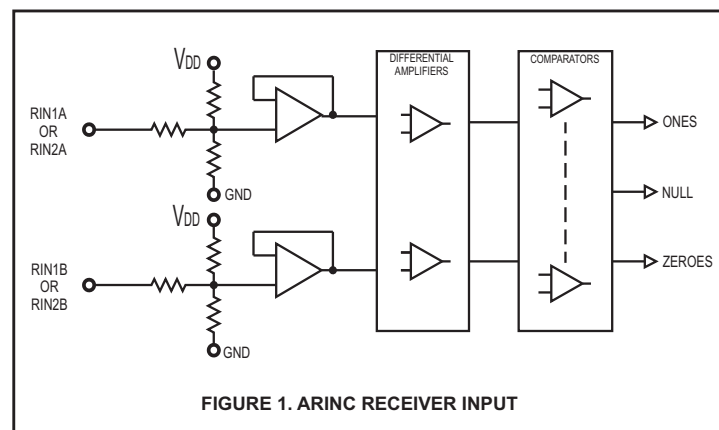 VDD
DIFFERENTIAL
AMPLIFIERS
COMPARATORS
RIN1A
OR
RIN2A
ONES
GND
VDD
NULL
RIN1B
OR
RIN2B
ZEROES
GND
FIGURE 1. ARINC RECEIVER INPUT